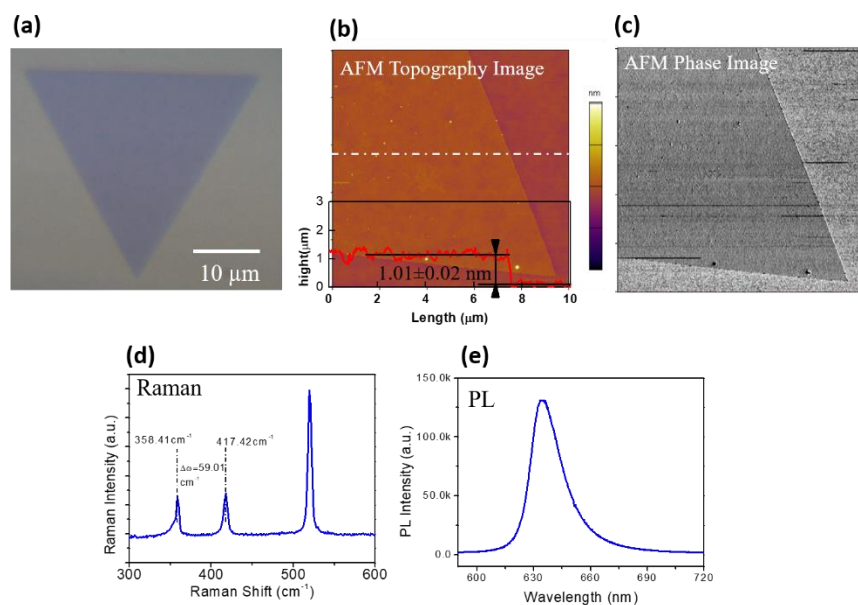 (a)
10 µm
(b)
AFM Topography Image
nm
3
2
1
0
hight(µm)
1.01±0.02 nm
0 2 4 6 8 10
Length (µm)
(c)
AFM Phase Image
(d)
Raman
358.41cm⁻¹
417.42cm⁻¹
Δω=59.01
cm⁻¹
Raman Intensity (a.u.)
300 400 500 600
Raman Shift (cm⁻¹)
(e)
PL
150.0k
100.0k
50.0k
0.0
PL Intensity (a.u.)
600 630 660 690 720
Wavelength (nm)